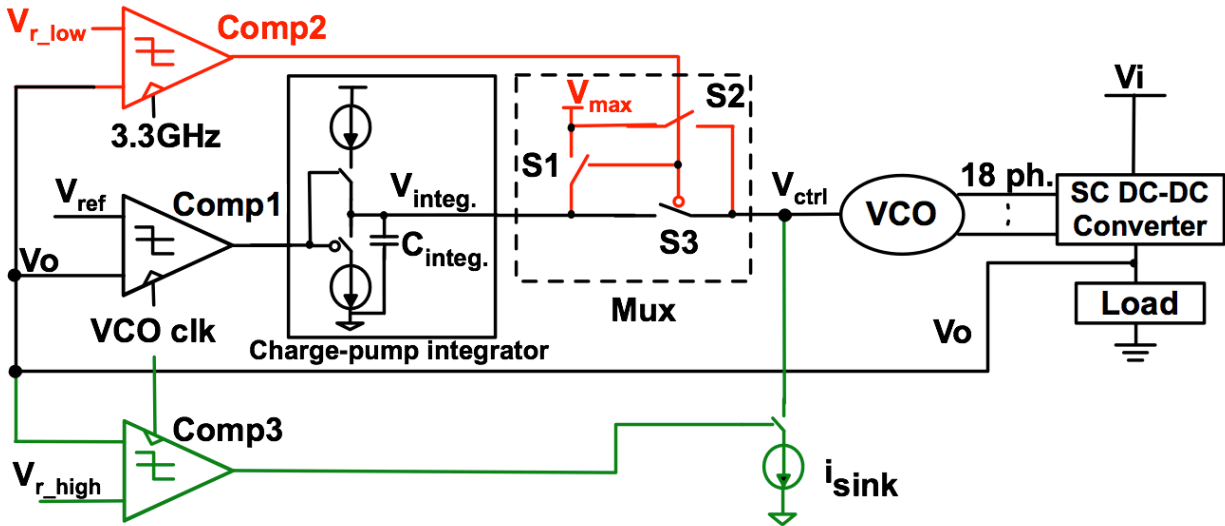 V_r_low
Comp2
3.3GHz
V_max
S2
S1
S3
Mux
V_ref
Comp1
Vo
VCO clk
V_integ.
C_integ.
Charge-pump integrator
V_ctrl
VCO
18 ph.
Vi
SC DC-DC
Converter
Load
Vo
Comp3
V_r_high
i_sink